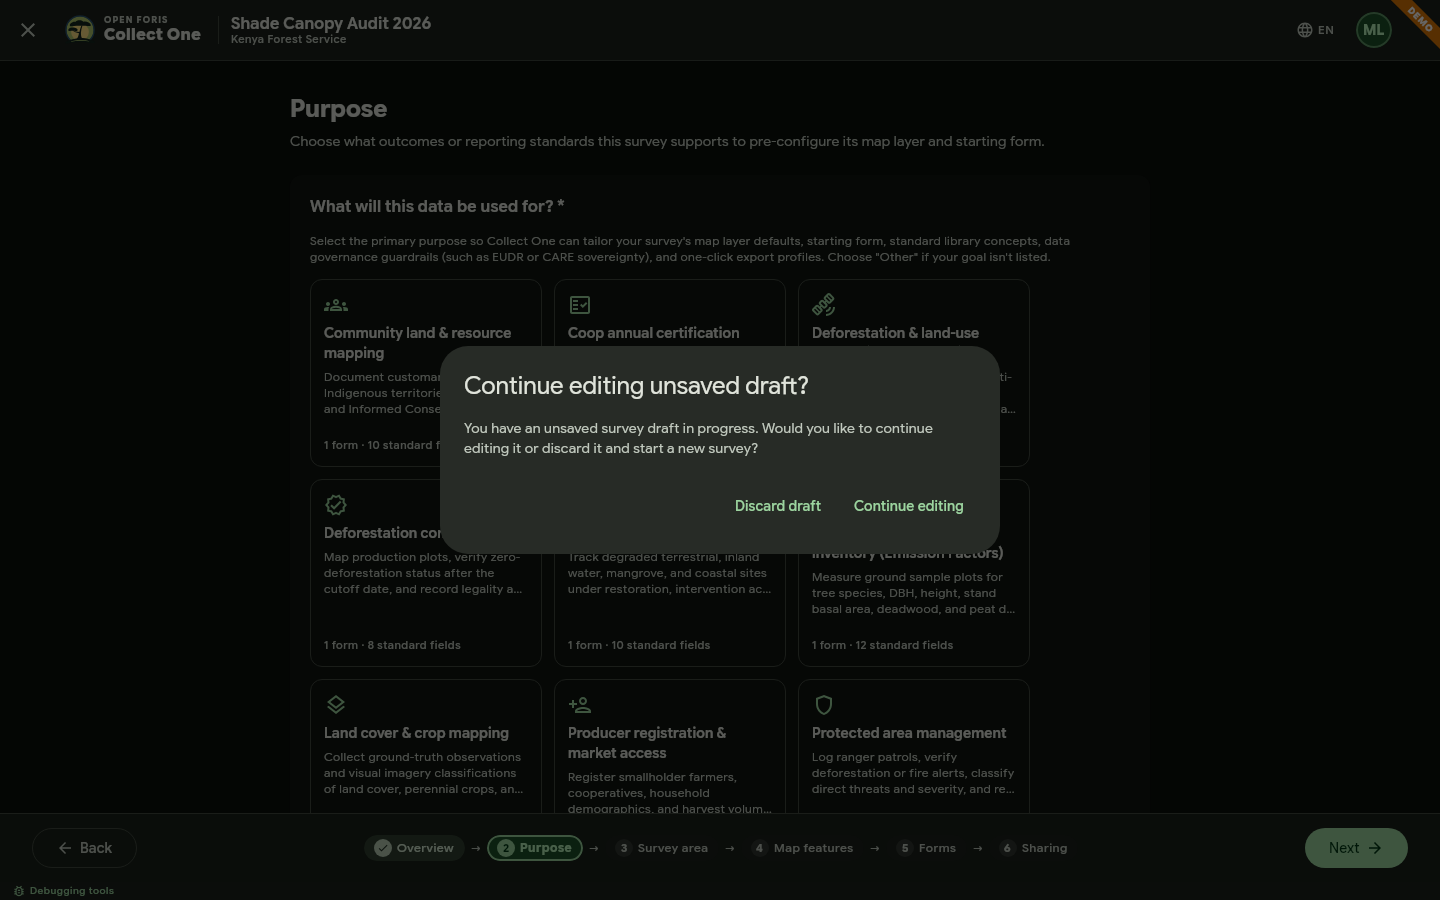 OPEN FORIS
Collect One
Shade Canopy Audit 2026
Kenya Forest Service
EN
ML
DEMO
Purpose
Choose what outcomes or reporting standards this survey supports to pre-configure its map layer and starting form.
What will this data be used for? *
Select the primary purpose so Collect One can tailor your survey's map layer defaults, starting form, standard library concepts, data
governance guardrails (such as EUDR or CARE sovereignty), and one-click export profiles. Choose "Other" if your goal isn't listed.
Community land & resource
mapping
Document customar
Indigenous territorie
and Informed Conse
1 form · 10 standard f
Coop annual certification
Deforestation & land-use
ti-
a...
Continue editing unsaved draft?
You have an unsaved survey draft in progress. Would you like to continue
editing it or discard it and start a new survey?
Discard draft
Continue editing
Deforestation cor
Map production plots, verify zero-
deforestation status after the
cutoff date, and record legality a...
1 form · 8 standard fields
Track degraded terrestrial, inland
water, mangrove, and coastal sites
under restoration, intervention ac...
1 form · 10 standard fields
Inventory (Emission Factors)
Measure ground sample plots for
tree species, DBH, height, stand
basal area, deadwood, and peat d...
1 form · 12 standard fields
Land cover & crop mapping
Collect ground-truth observations
and visual imagery classifications
of land cover, perennial crops, an...
Producer registration &
market access
Register smallholder farmers,
cooperatives, household
demographics, and harvest volum...
Protected area management
Log ranger patrols, verify
deforestation or fire alerts, classify
direct threats and severity, and re...
Back
Overview
2 Purpose
3 Survey area
4 Map features
5 Forms
6 Sharing
Next
Debugging tools